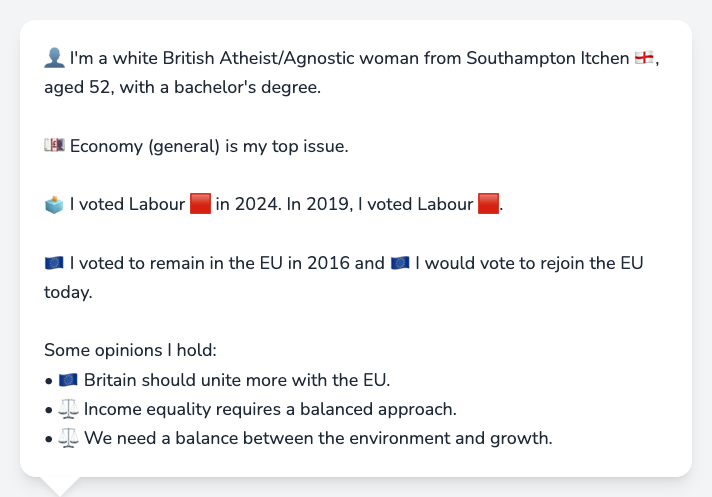 👤 I'm a white British Atheist/Agnostic woman from Southampton Itchen 🏴󠁧󠁢󠁥󠁮󠁧󠁿,
aged 52, with a bachelor's degree.
💷 Economy (general) is my top issue.
🗳️ I voted Labour 🟥 in 2024. In 2019, I voted Labour 🟥.
🇪🇺 I voted to remain in the EU in 2016 and 🇪🇺 I would vote to rejoin the EU
today.
Some opinions I hold:
• 🇪🇺 Britain should unite more with the EU.
• ⚖️ Income equality requires a balanced approach.
• ⚖️ We need a balance between the environment and growth.